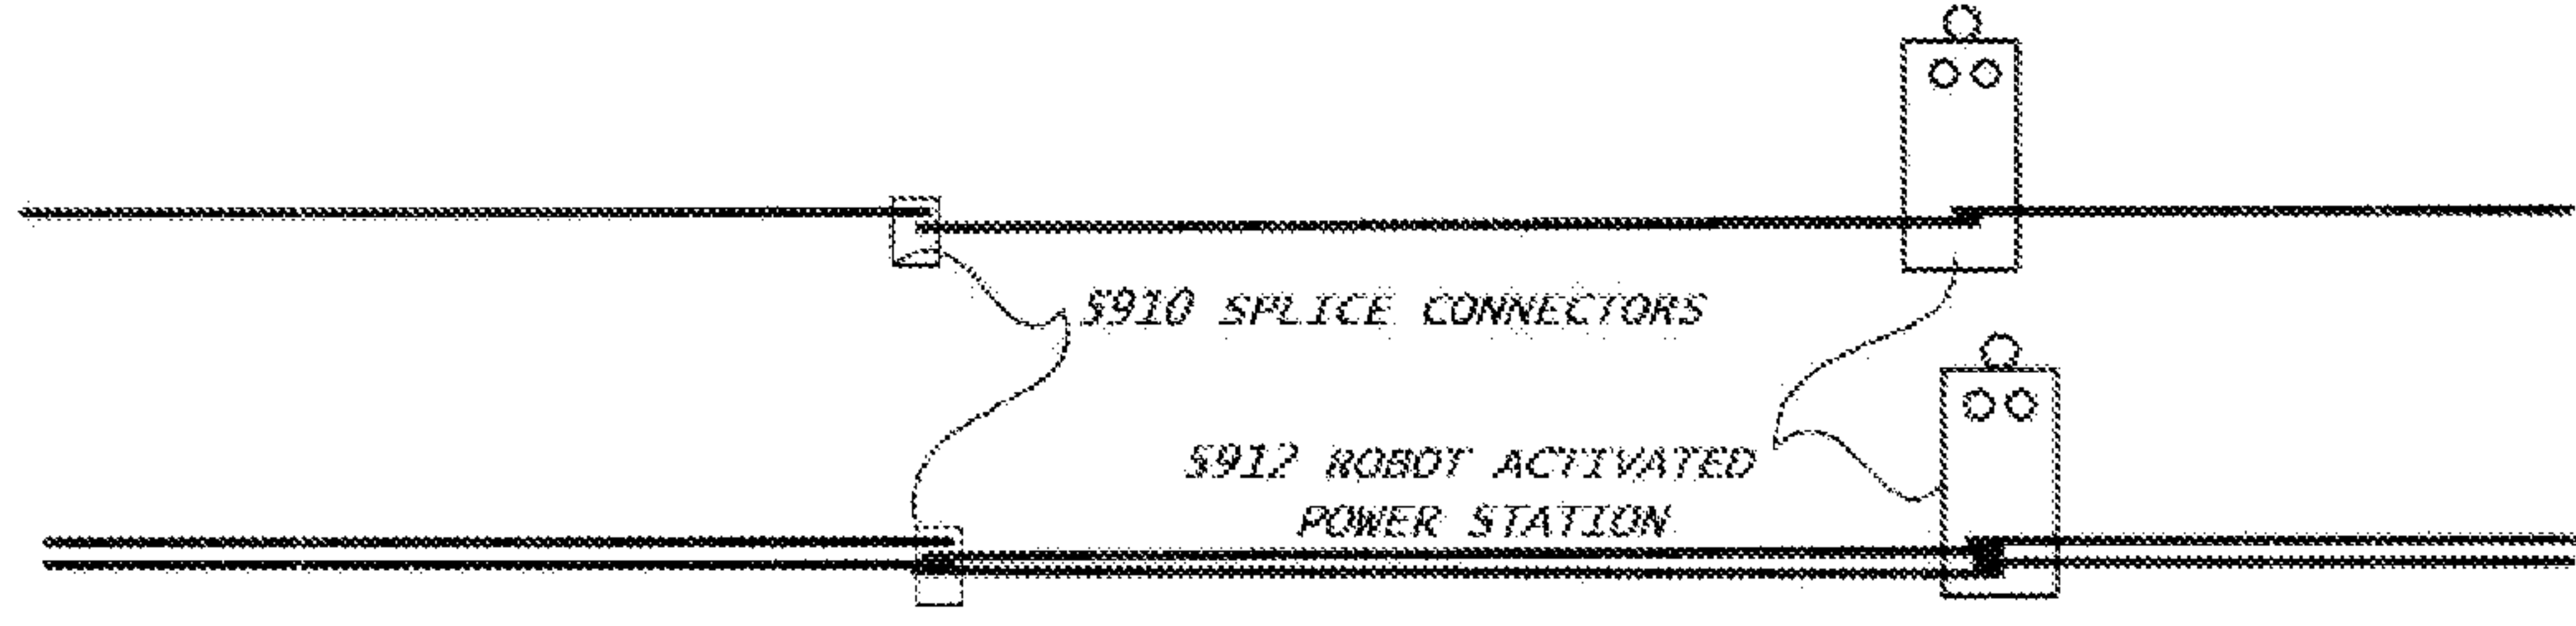 S910 SPLICE CONNECTORS
S912 ROBOT ACTIVATED
POWER STATION